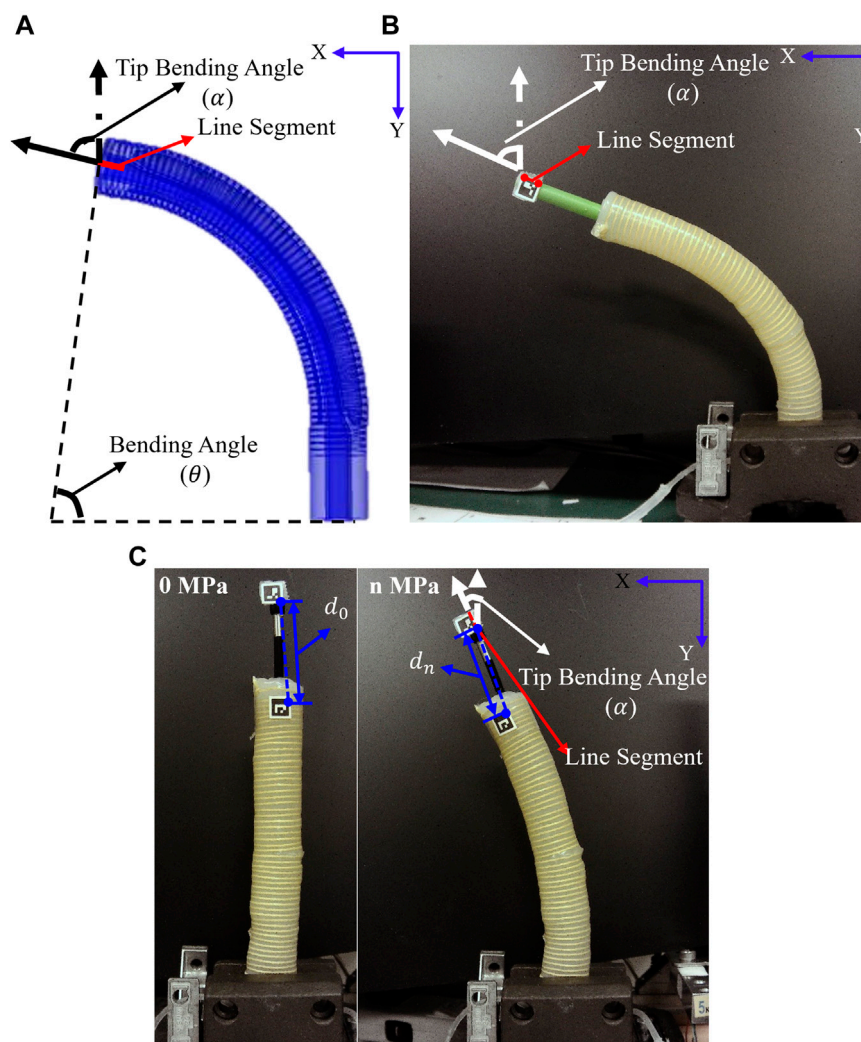 A
X
Y
Tip Bending Angle
(α)
Line Segment
Bending Angle
(θ)
B
X
Y
Tip Bending Angle
(α)
Line Segment
C
0 MPa
d₀
n MPa
X
Y
dₙ
Tip Bending Angle
(α)
Line Segment
5